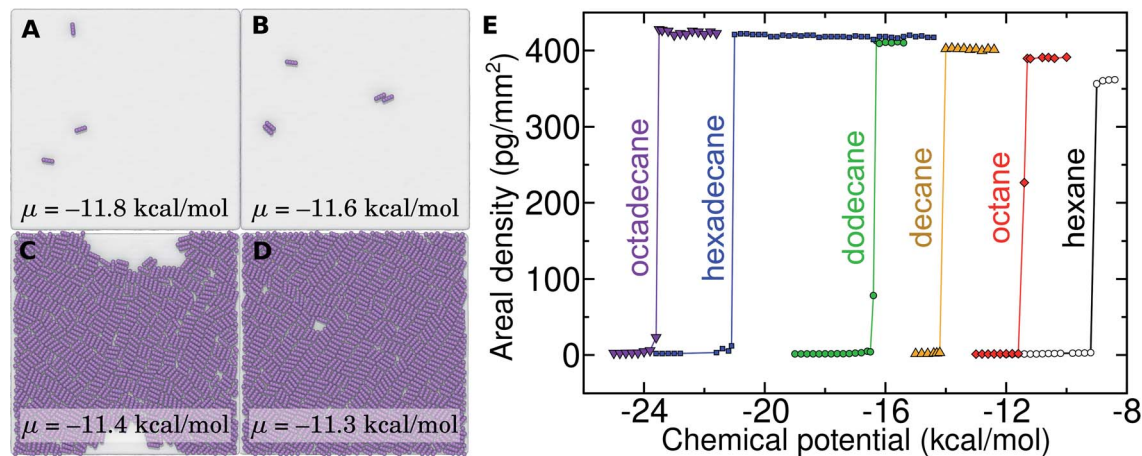 A
μ = −11.8 kcal/mol
B
μ = −11.6 kcal/mol
C
μ = −11.4 kcal/mol
D
μ = −11.3 kcal/mol
E
Areal density (pg/mm²)
400
300
200
100
0
octadecane
hexadecane
dodecane
decane
octane
hexane
-24
-20
-16
-12
-8
Chemical potential (kcal/mol)